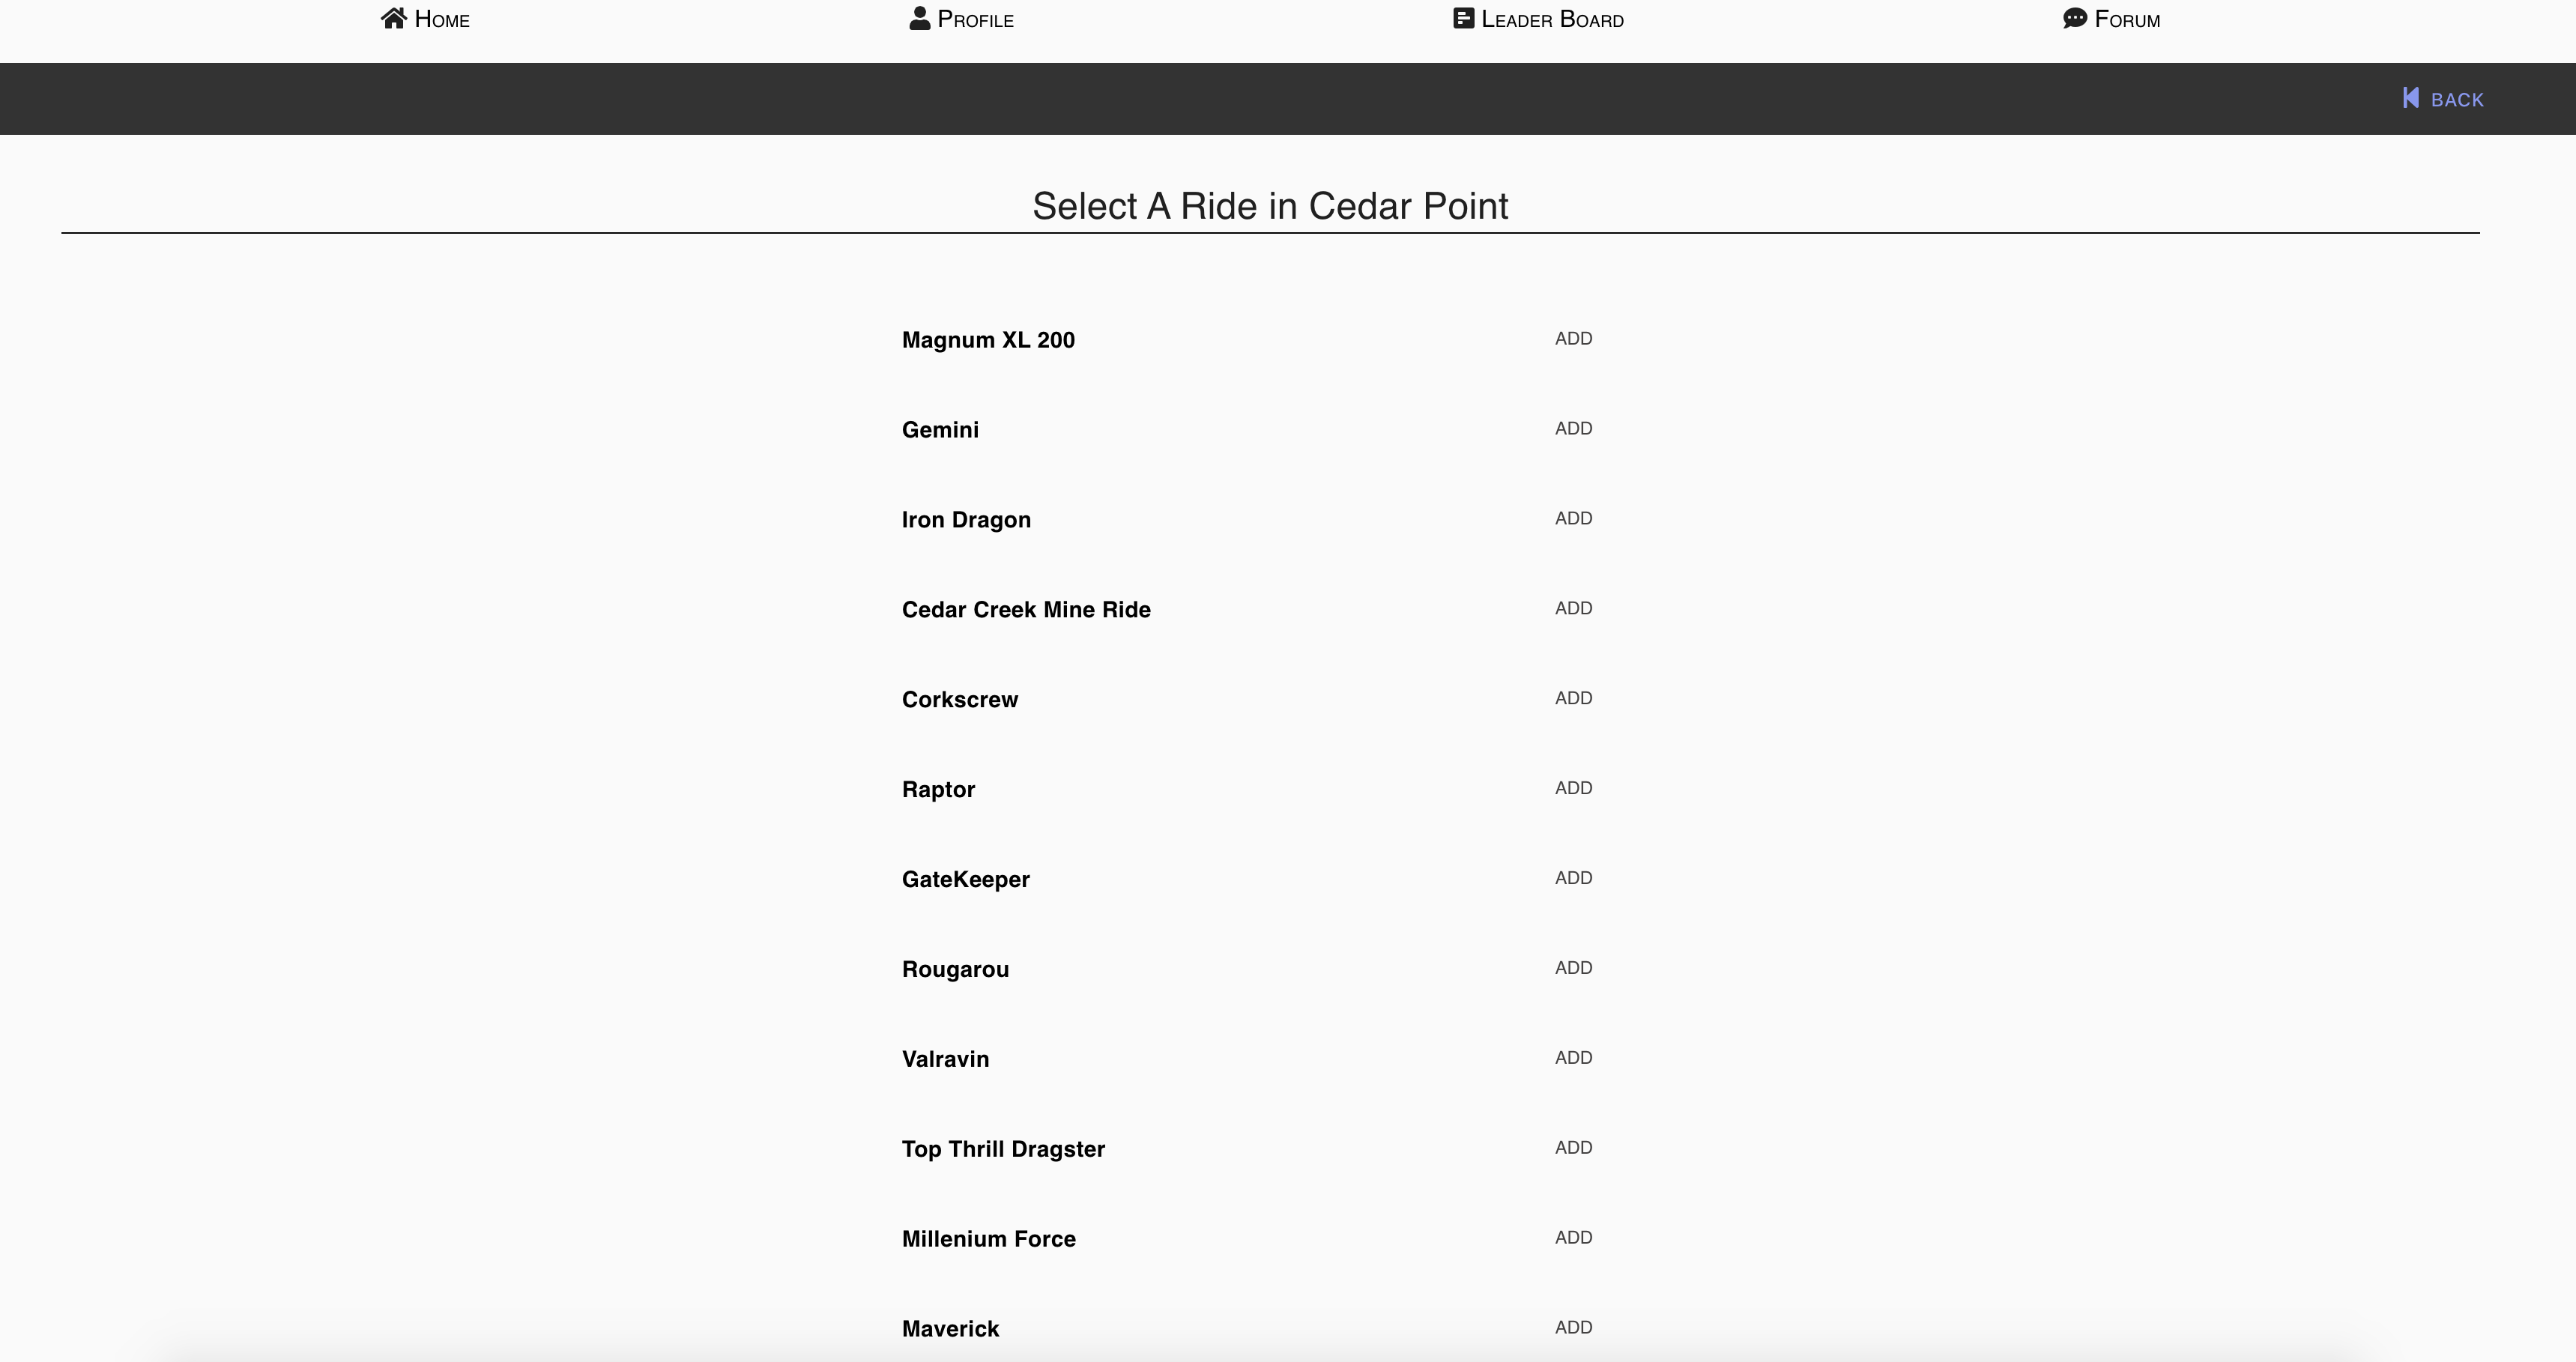 Home Profile Leader Board Forum
BACK
Select A Ride in Cedar Point
Magnum XL 200 ADD
Gemini ADD
Iron Dragon ADD
Cedar Creek Mine Ride ADD
Corkscrew ADD
Raptor ADD
GateKeeper ADD
Rougarou ADD
Valravin ADD
Top Thrill Dragster ADD
Millenium Force ADD
Maverick ADD